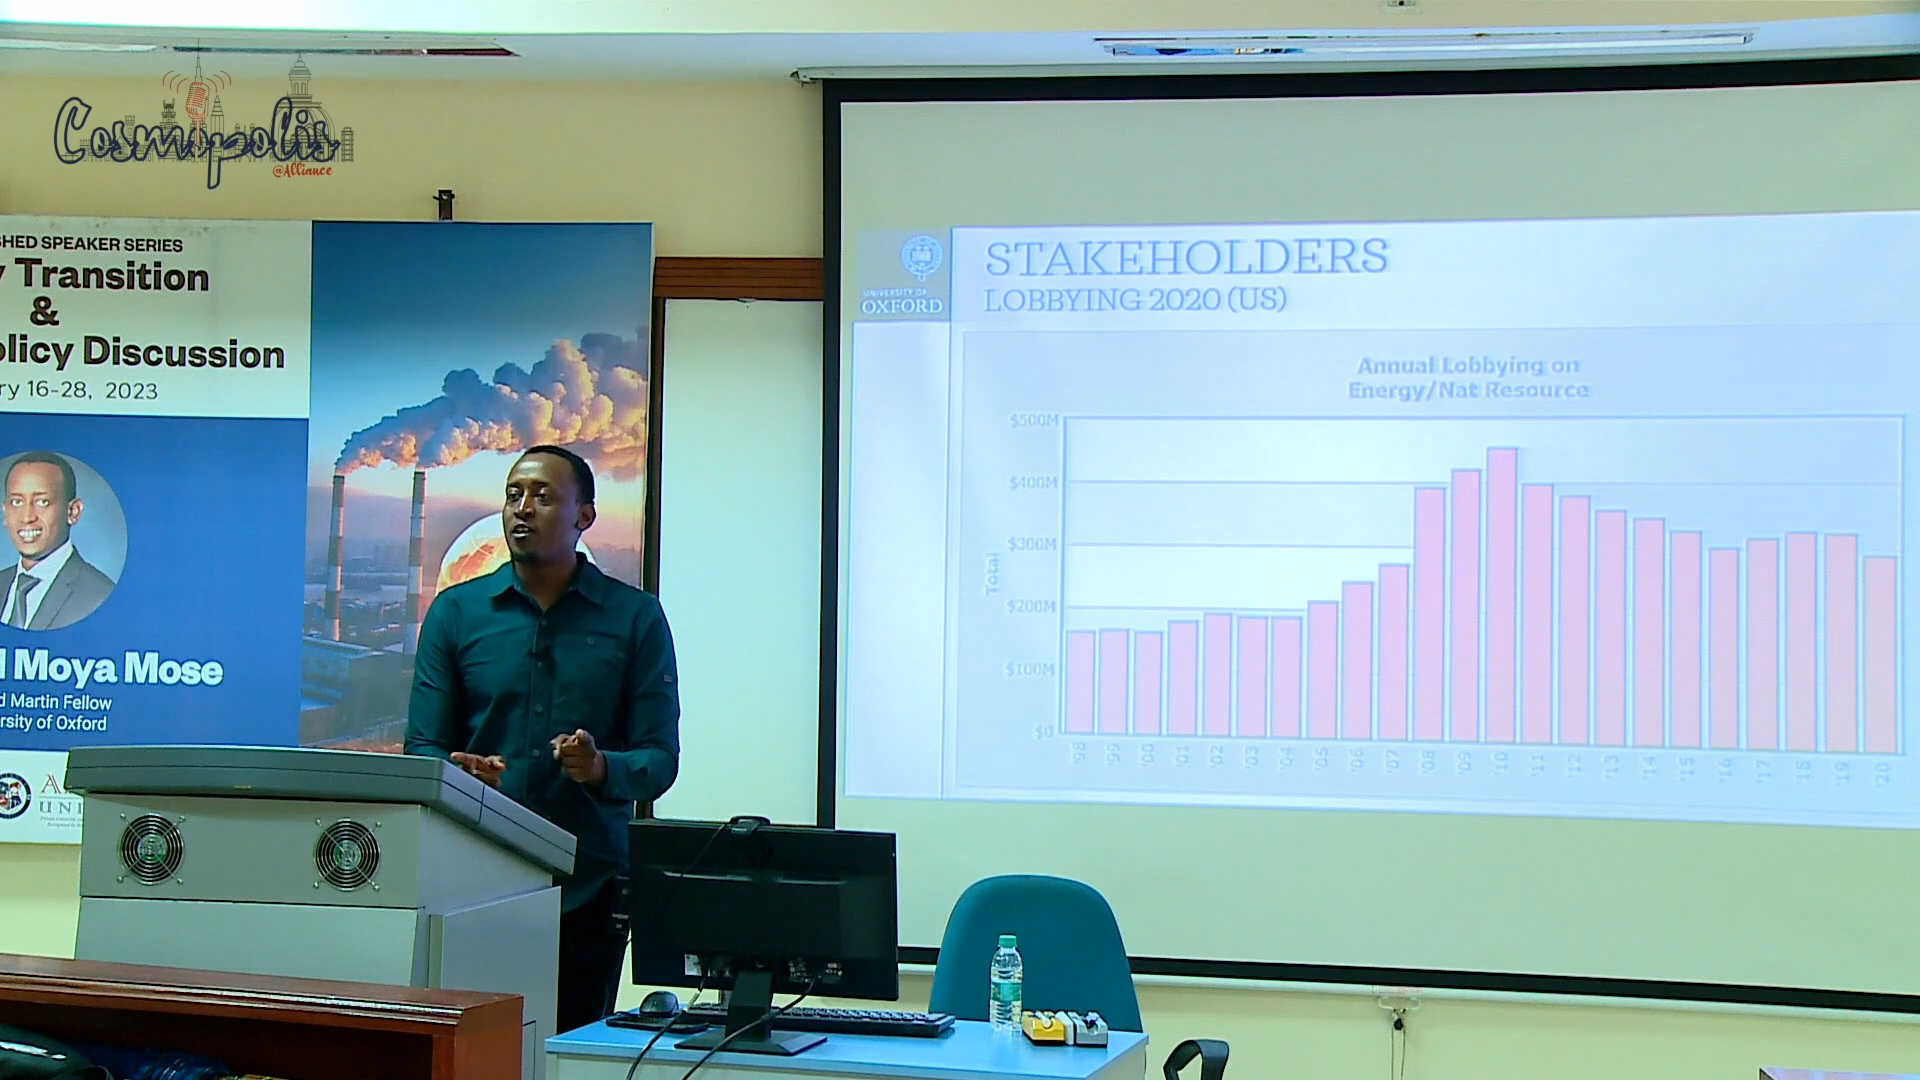 Cosmopolis
@Alliance
SHED SPEAKER SERIES
y Transition
&
olicy Discussion
ry 16-28, 2023
l Moya Mose
d Martin Fellow
rsity of Oxford
UNI
UNIVERSITY OF
OXFORD
STAKEHOLDERS
LOBBYING 2020 (US)
Annual Lobbying on
Energy/Nat Resource
$500M
$400M
$300M
Total
$200M
$100M
$0
'98 '99 '00 '01 '02 '03 '04 '05 '06 '07 '08 '09 '10 '11 '12 '13 '14 '15 '16 '17 '18 '19 '20